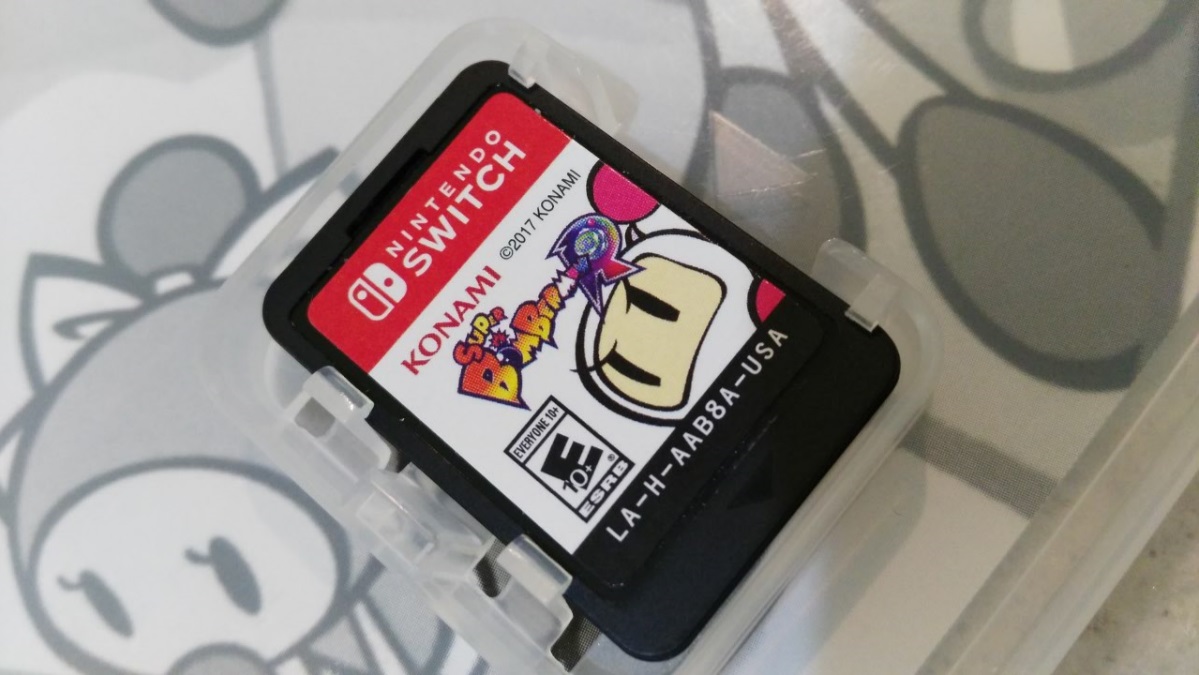 NINTENDO
SWITCH
KONAMI
©2017 KONAMI
SUPER
BOMBERMAN
R
EVERYONE 10+
E
10+
ESRB
®
LA-H-AAB8A-USA